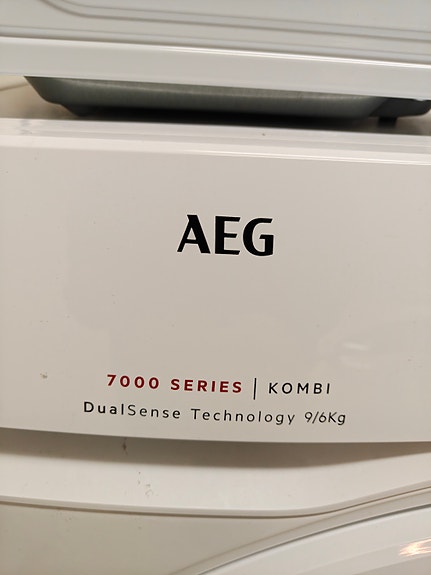 AEG
7000 SERIES | KOMBI
DualSense Technology 9/6Kg